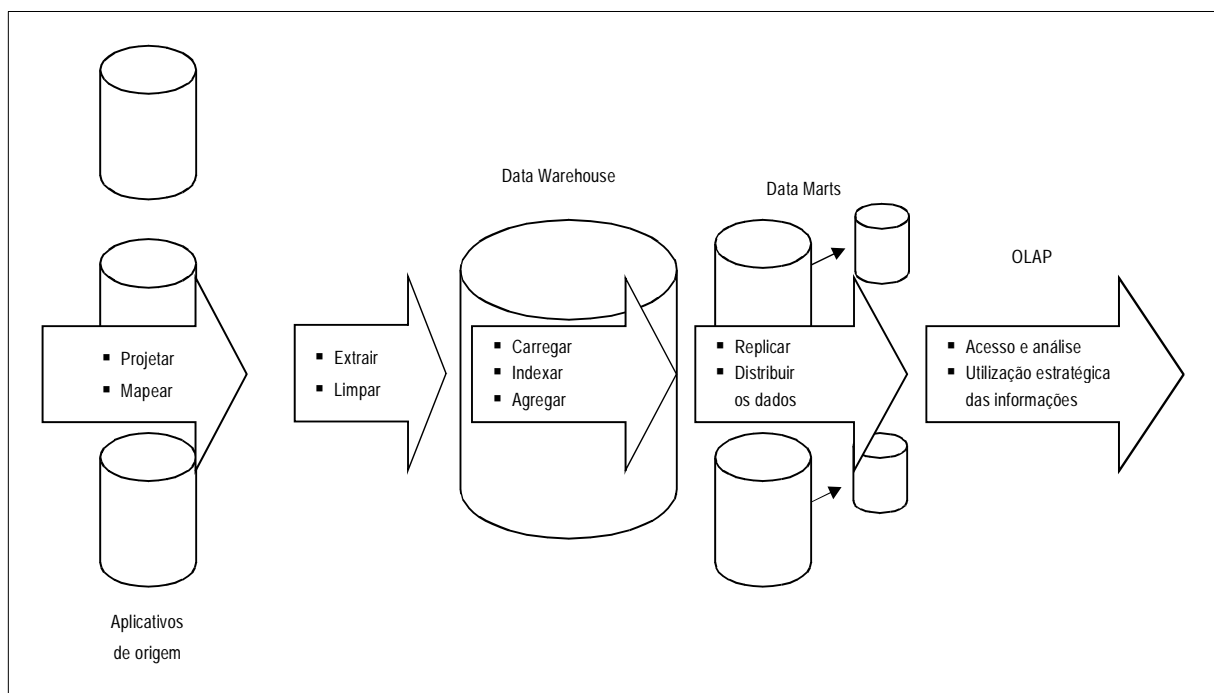 Data Warehouse
Data Marts
OLAP
Projetar
Mapear
Extrair
Limpar
Carregar
Indexar
Agregar
Replicar
Distribuir
os dados
Acesso e análise
Utilização estratégica
das informações
Aplicativos
de origem